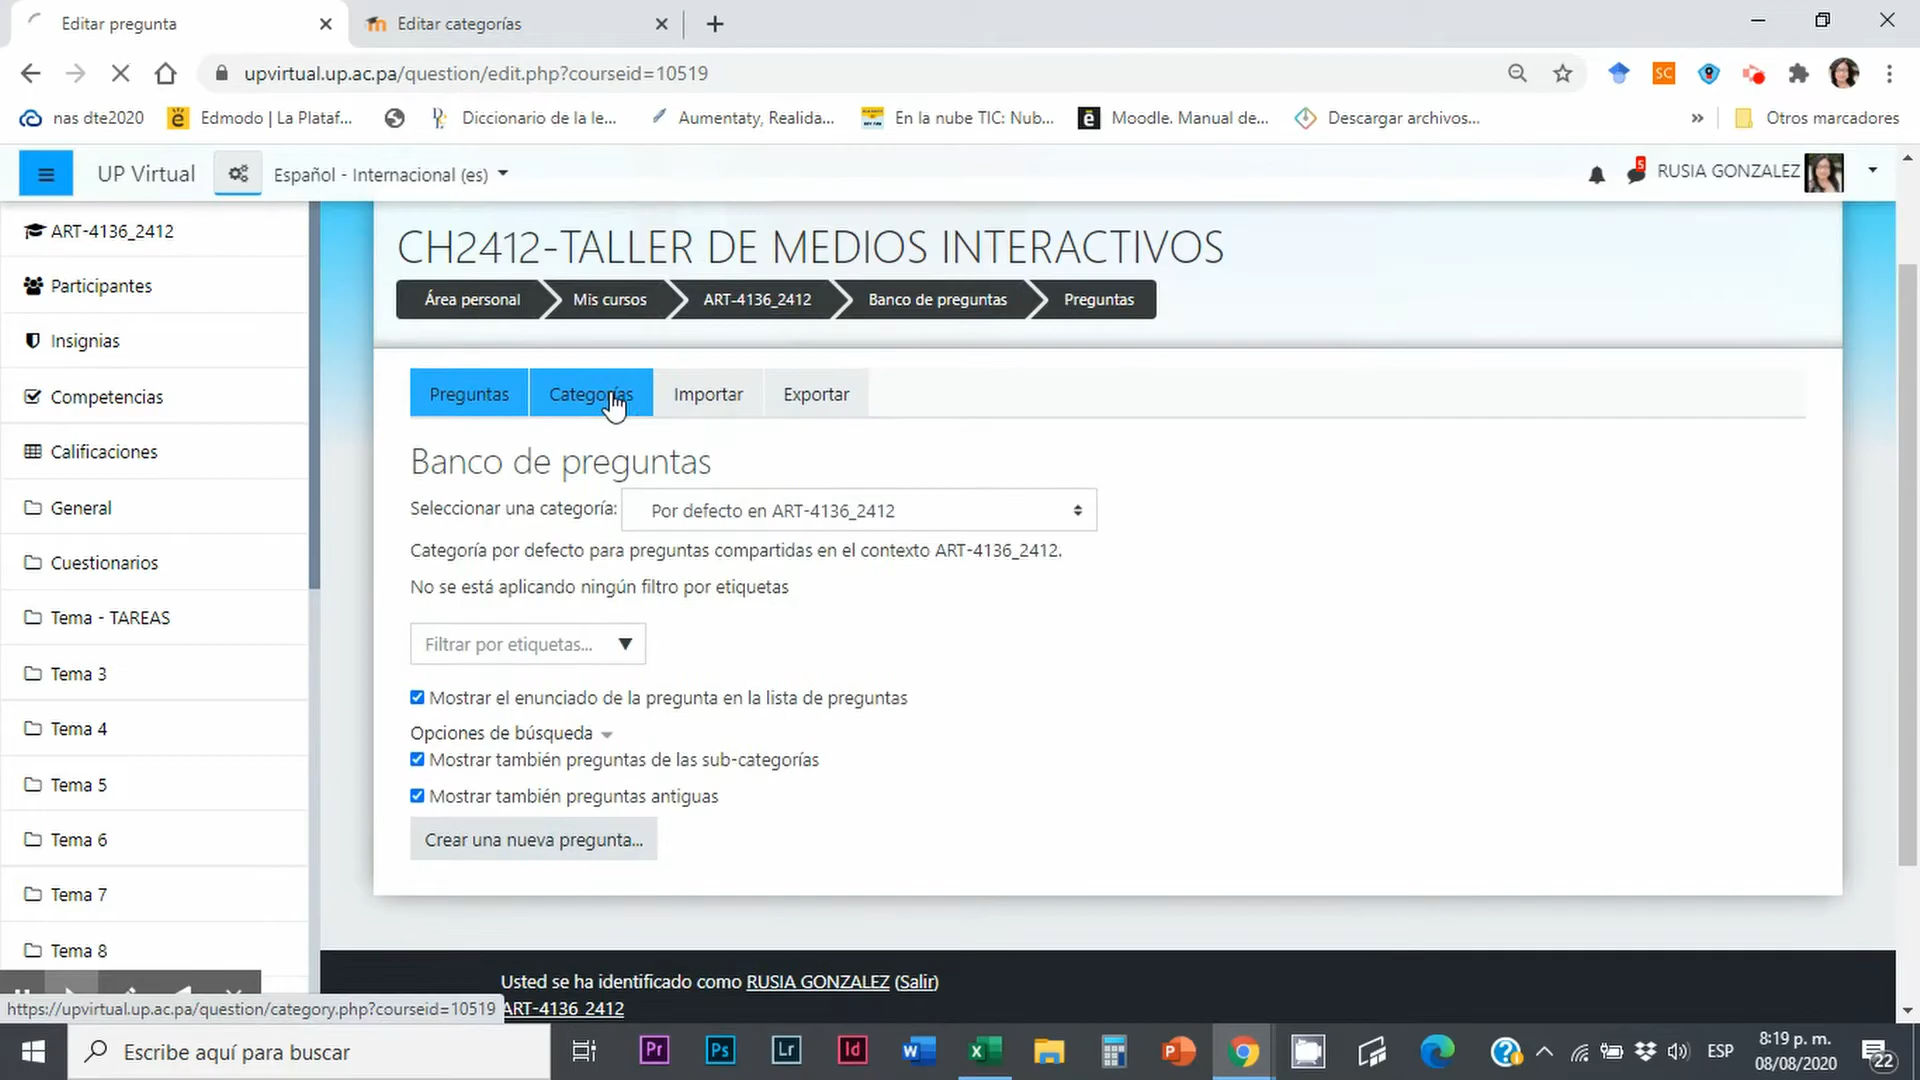 Editar pregunta
Editar categorías
upvirtual.up.ac.pa/question/edit.php?courseid=10519
SC
nas dte2020
Edmodo | La Plataf...
Diccionario de la le...
Aumentaty, Realida...
En la nube TIC: Nub...
Moodle. Manual de...
Descargar archivos...
»
Otros marcadores
UP Virtual
Español - Internacional (es)
5
RUSIA GONZALEZ
ART-4136_2412
Participantes
Insignias
Competencias
Calificaciones
General
Cuestionarios
Tema - TAREAS
Tema 3
Tema 4
Tema 5
Tema 6
Tema 7
Tema 8
CH2412-TALLER DE MEDIOS INTERACTIVOS
Área personal
Mis cursos
ART-4136_2412
Banco de preguntas
Preguntas
Preguntas
Categorías
Importar
Exportar
Banco de preguntas
Seleccionar una categoría:
Por defecto en ART-4136_2412
Categoría por defecto para preguntas compartidas en el contexto ART-4136_2412.
No se está aplicando ningún filtro por etiquetas
Filtrar por etiquetas...
Mostrar el enunciado de la pregunta en la lista de preguntas
Opciones de búsqueda
Mostrar también preguntas de las sub-categorías
Mostrar también preguntas antiguas
Crear una nueva pregunta...
Usted se ha identificado como RUSIA GONZALEZ (Salir)
ART-4136_2412
https://upvirtual.up.ac.pa/question/category.php?courseid=10519
Escribe aquí para buscar
Pr
Ps
Lr
Id
ESP
8:19 p. m.
08/08/2020
22